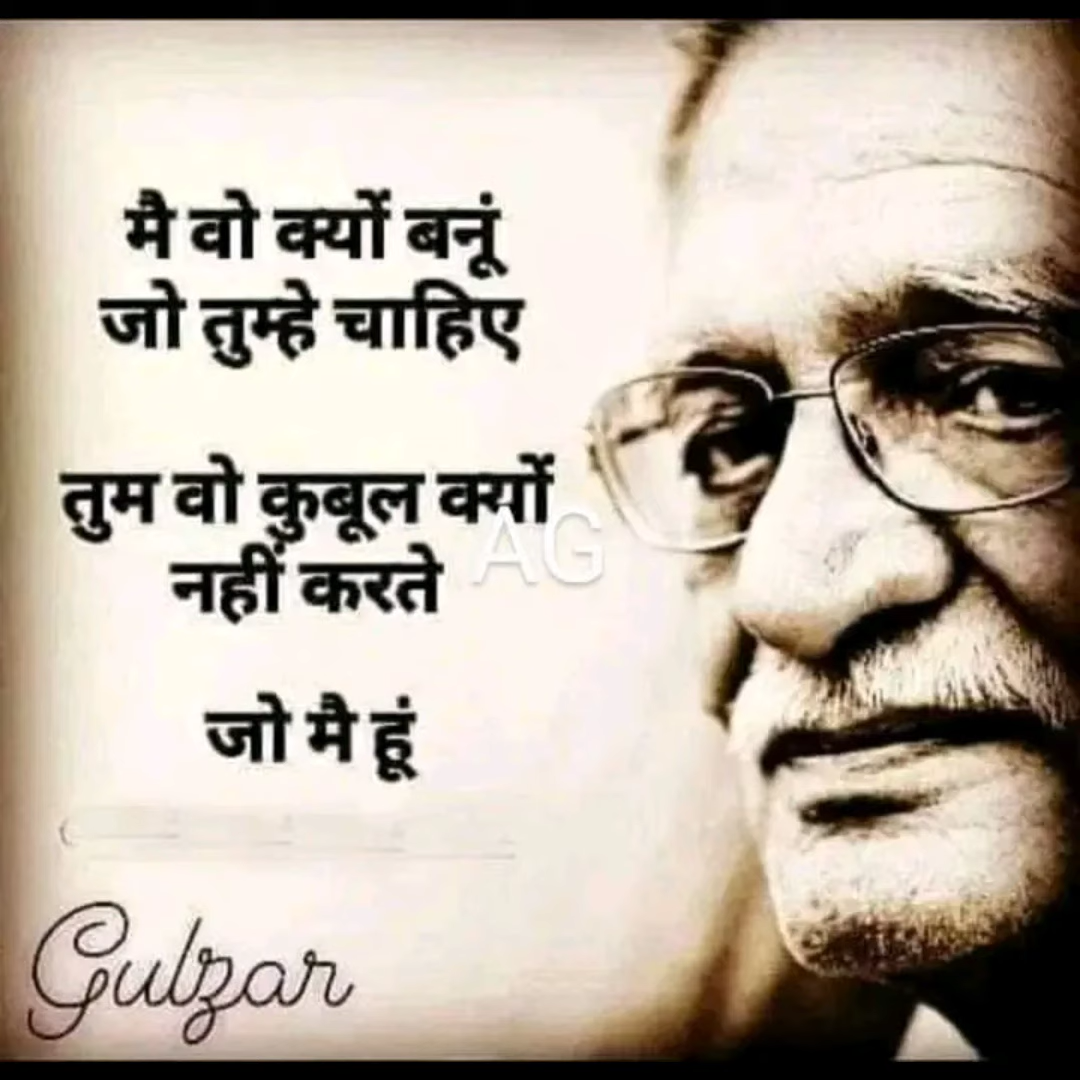 मै वो क्यों बनूं
जो तुम्हे चाहिए
तुम वो कुबूल क्यों
नहीं करते
जो मै हूं
AG
Gulzar